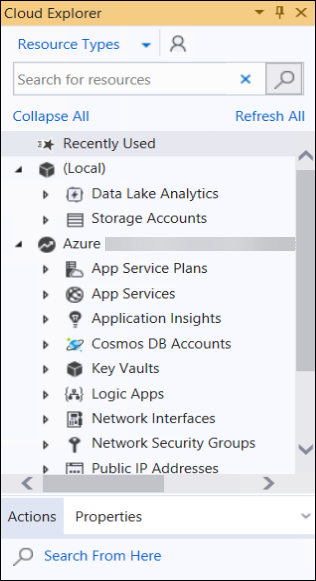 Cloud Explorer
Resource Types
Search for resources
Collapse All Refresh All
Recently Used
(Local)
Data Lake Analytics
Storage Accounts
Azure
App Service Plans
App Services
Application Insights
Cosmos DB Accounts
Key Vaults
Logic Apps
Network Interfaces
Network Security Groups
Public IP Addresses
Actions Properties
Search From Here